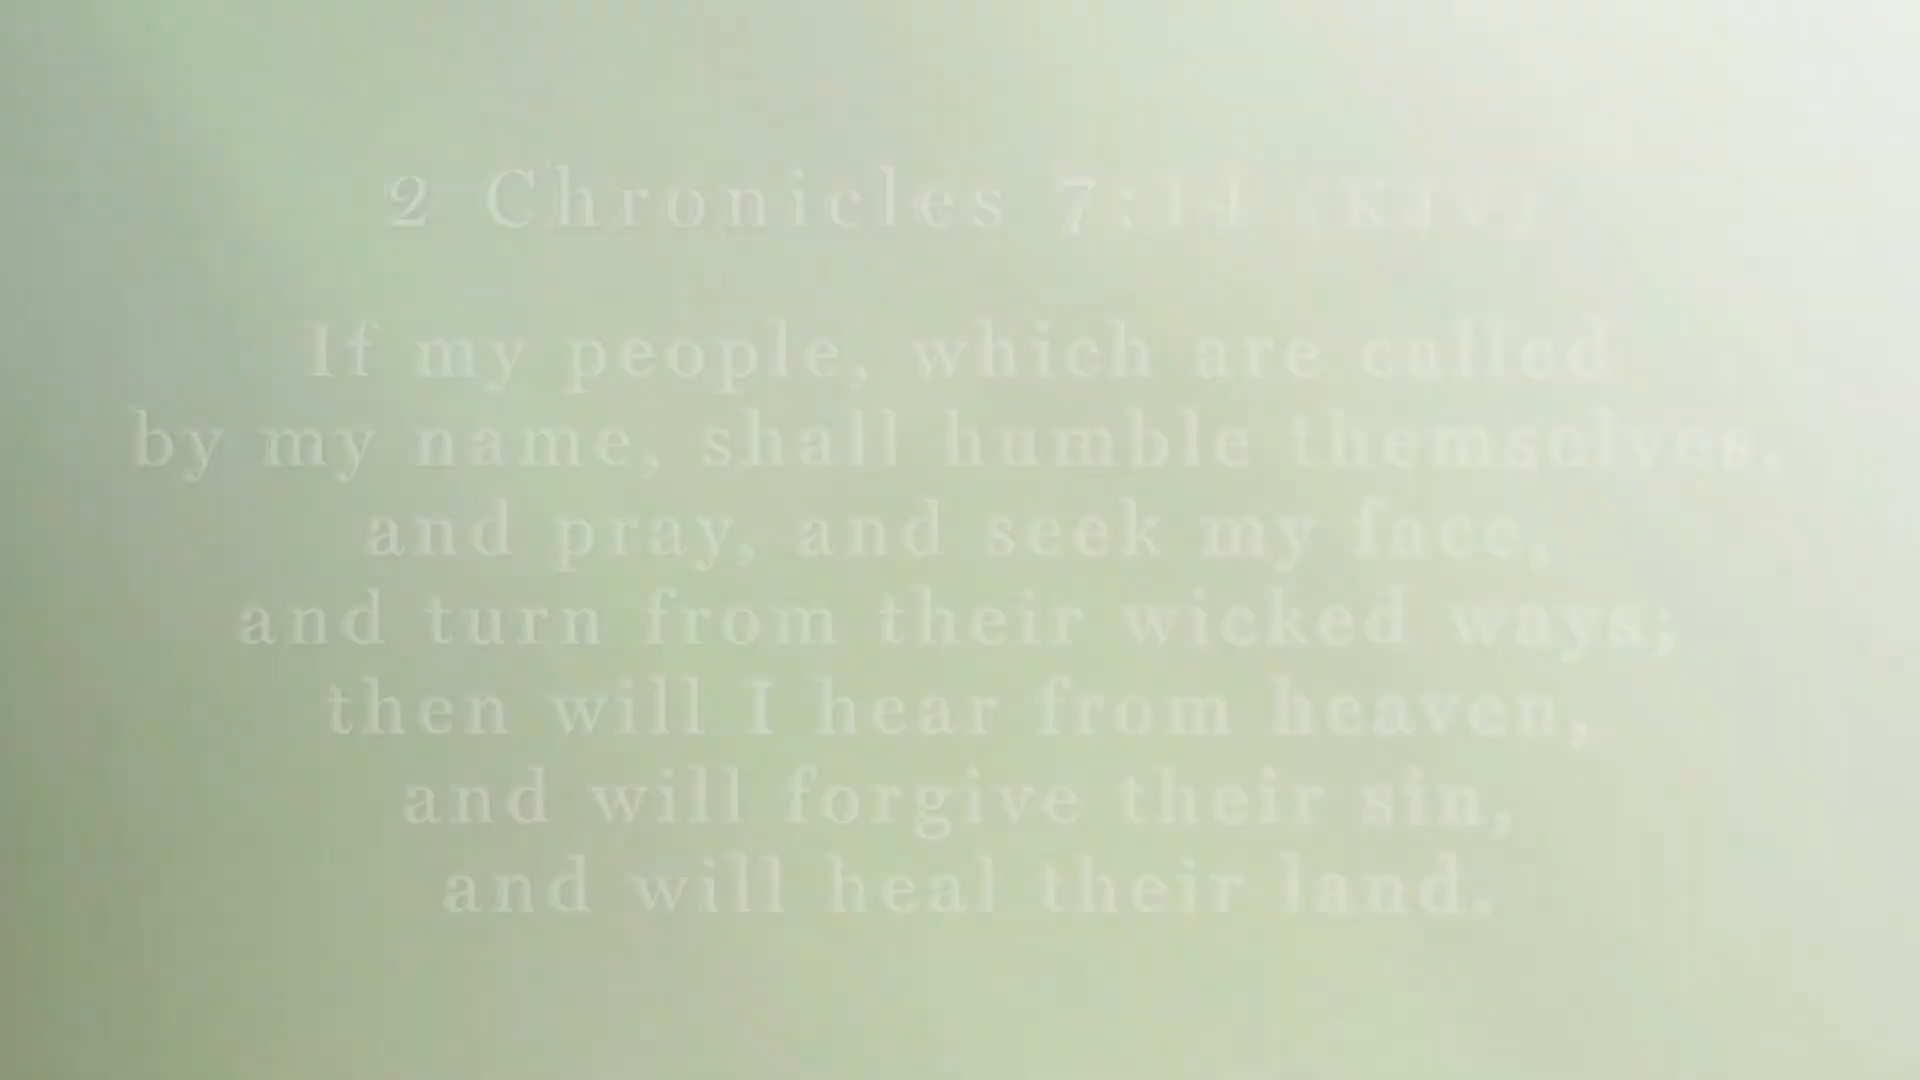 2 Chronicles 7:14 (KJV)
If my people, which are called
by my name, shall humble themselves,
and pray, and seek my face,
and turn from their wicked ways;
then will I hear from heaven,
and will forgive their sin,
and will heal their land.